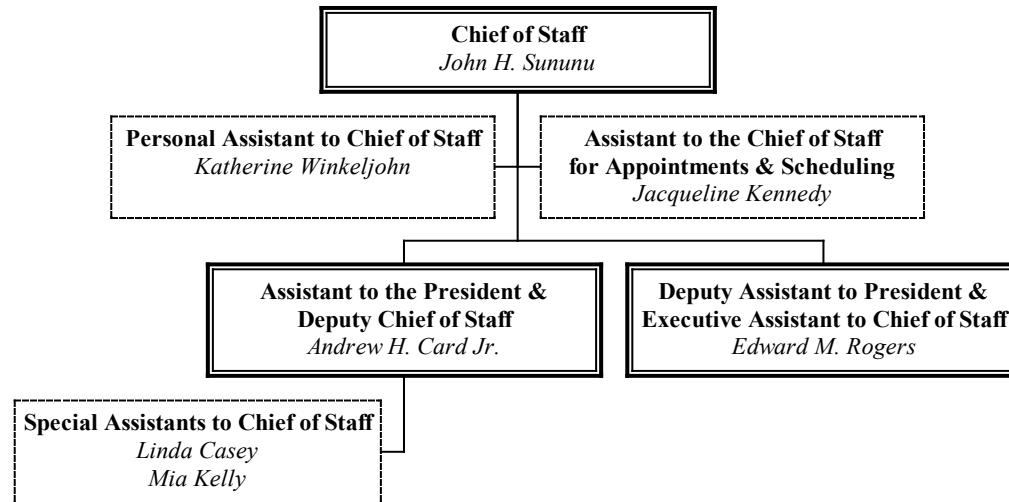 Chief of Staff
John H. Sununu
Personal Assistant to Chief of Staff
Katherine Winkeljohn
Assistant to the Chief of Staff
for Appointments & Scheduling
Jacqueline Kennedy
Assistant to the President &
Deputy Chief of Staff
Andrew H. Card Jr.
Deputy Assistant to President &
Executive Assistant to Chief of Staff
Edward M. Rogers
Special Assistants to Chief of Staff
Linda Casey
Mia Kelly